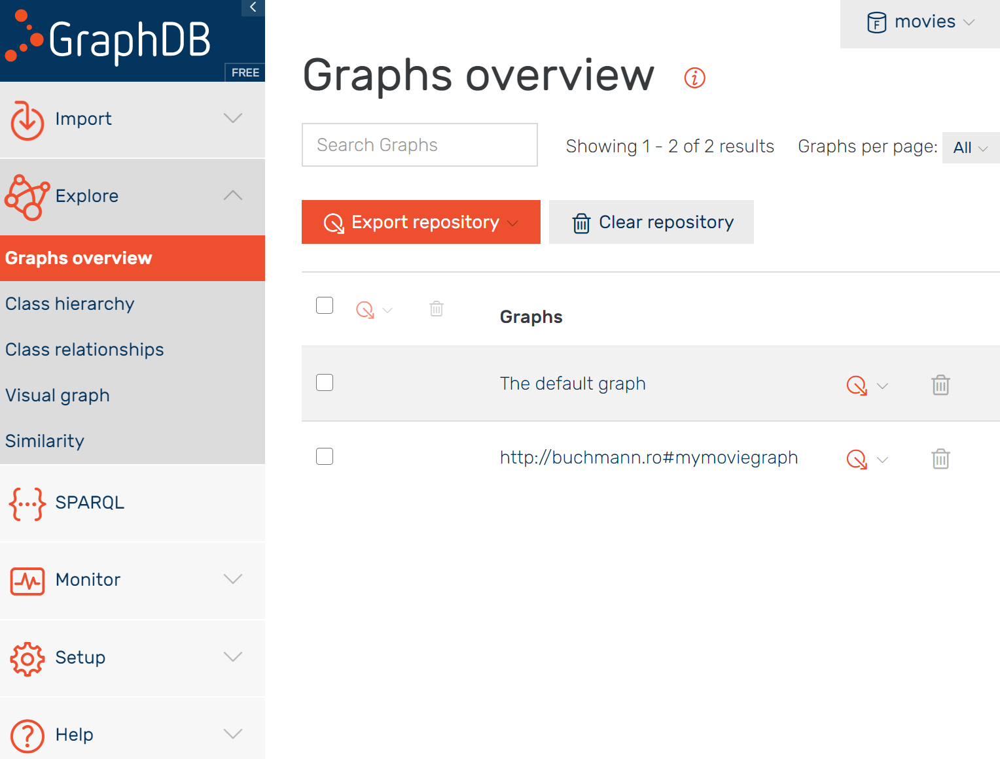 GraphDB
FREE
Import
Explore
Graphs overview
Class hierarchy
Class relationships
Visual graph
Similarity
SPARQL
Monitor
Setup
Help
F movies
Graphs overview i
Search Graphs
Showing 1 - 2 of 2 results Graphs per page: All
Export repository Clear repository
Graphs
The default graph
http://buchmann.ro#mymoviegraph